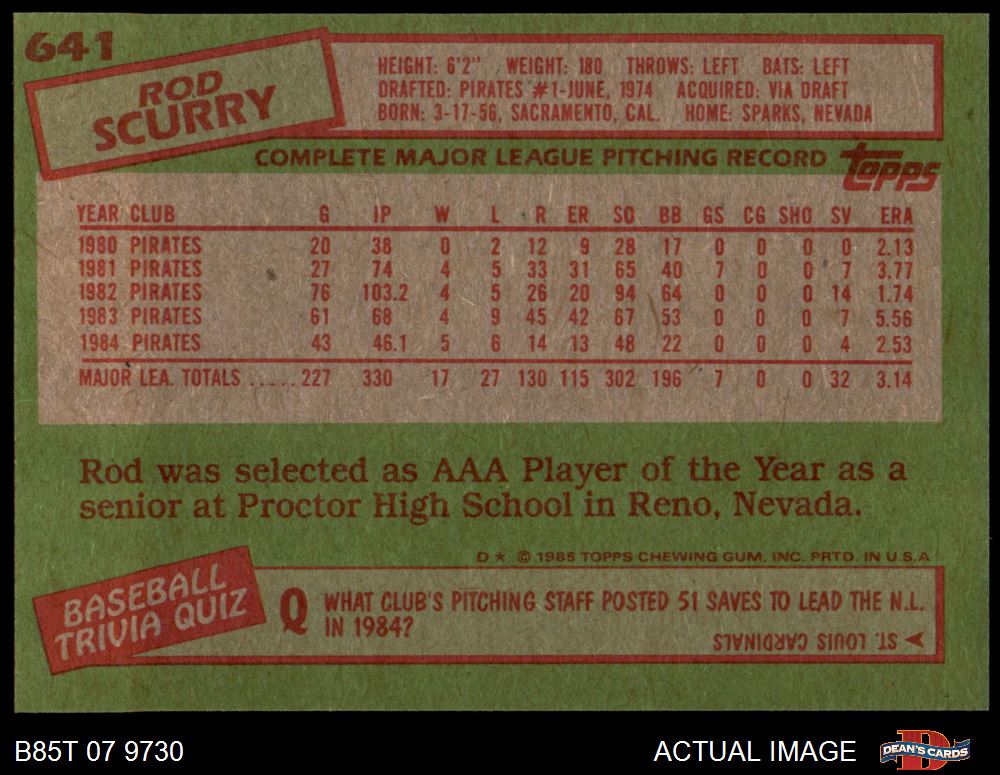 641
ROD
SCURRY
HEIGHT: 6'2" WEIGHT: 180 THROWS: LEFT BATS: LEFT
DRAFTED: PIRATES #1-JUNE, 1974 ACQUIRED: VIA DRAFT
BORN: 3-17-56, SACRAMENTO, CAL. HOME: SPARKS, NEVADA
COMPLETE MAJOR LEAGUE PITCHING RECORD topps
YEAR CLUB G IP W L R ER SO BB GS CG SHO SV ERA
1980 PIRATES 20 38 0 2 12 9 28 17 0 0 0 0 2.13
1981 PIRATES 27 74 4 5 33 31 65 40 7 0 0 7 3.77
1982 PIRATES 76 103.2 4 5 26 20 94 64 0 0 0 14 1.74
1983 PIRATES 61 68 4 9 45 42 67 53 0 0 0 7 5.56
1984 PIRATES 43 46.1 5 6 14 13 48 22 0 0 0 4 2.53
MAJOR LEA. TOTALS ..... 227 330 17 27 130 115 302 196 7 0 0 32 3.14
Rod was selected as AAA Player of the Year as a
senior at Proctor High School in Reno, Nevada.
D ★ © 1985 TOPPS CHEWING GUM, INC. PRTD. IN U.S.A
BASEBALL
TRIVIA QUIZ
Q WHAT CLUB'S PITCHING STAFF POSTED 51 SAVES TO LEAD THE N.L.
IN 1984?
ST. LOUIS CARDINALS
B85T 07 9730
ACTUAL IMAGE
D
DEAN'S CARDS